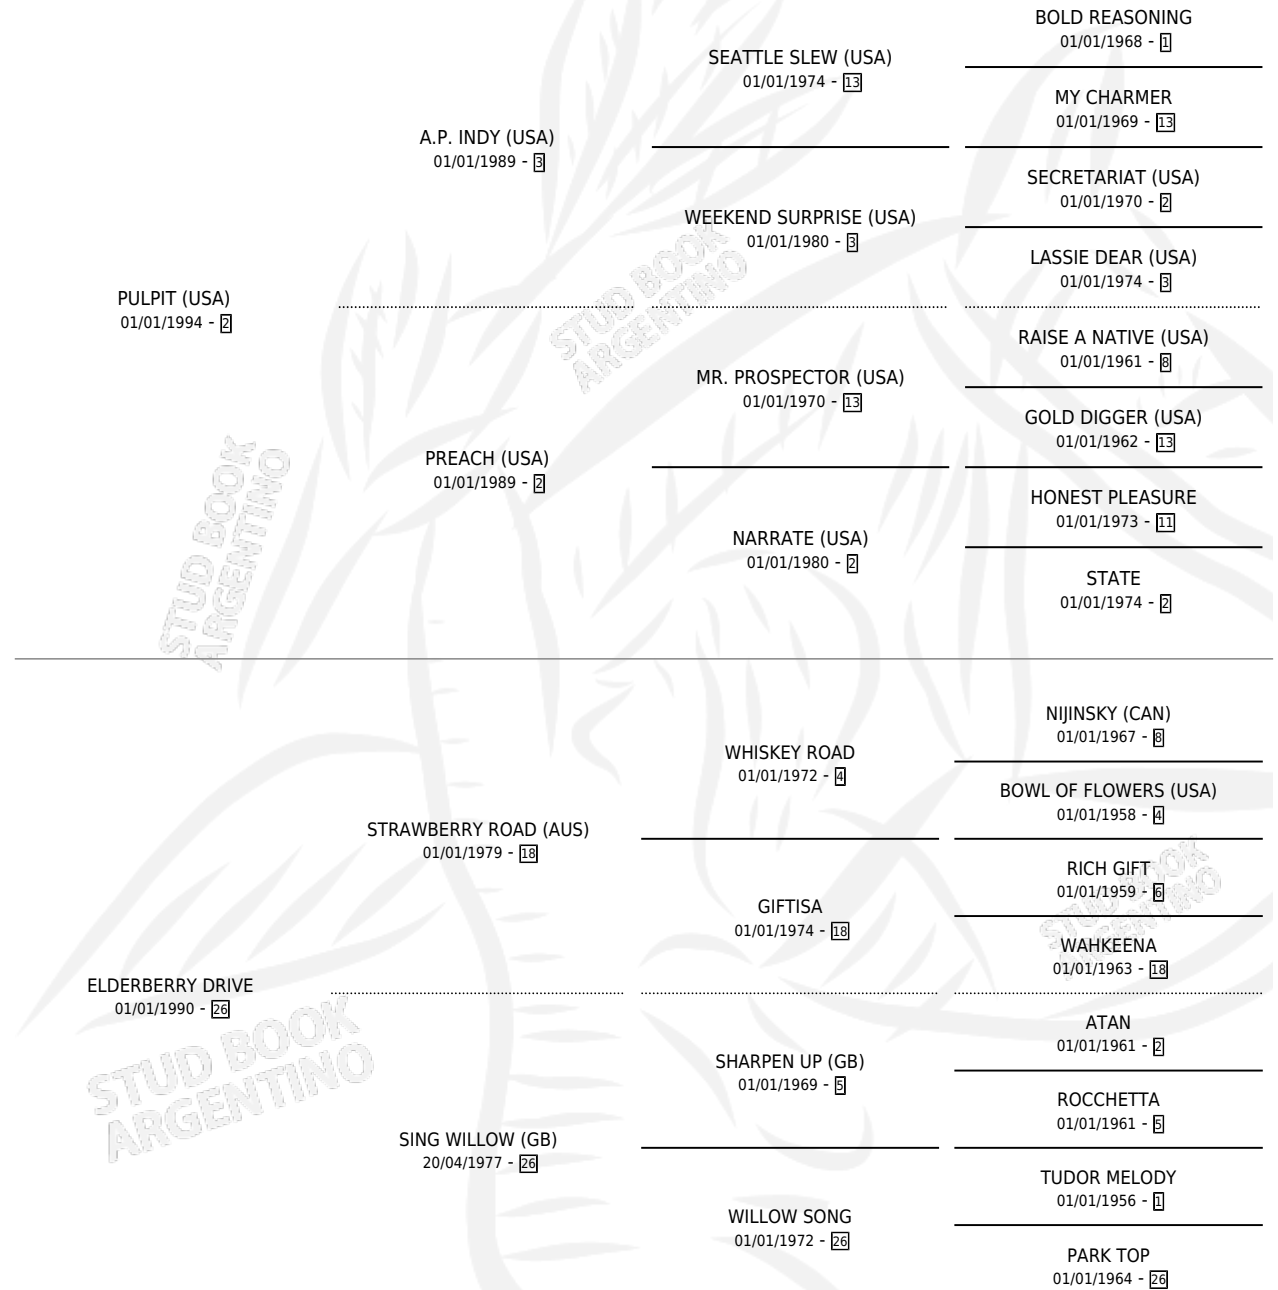 BOLD REASONING
01/01/1968 - 1
SEATTLE SLEW (USA)
01/01/1974 - 13
MY CHARMER
01/01/1969 - 13
A.P. INDY (USA)
01/01/1989 - 3
SECRETARIAT (USA)
01/01/1970 - 2
WEEKEND SURPRISE (USA)
01/01/1980 - 3
LASSIE DEAR (USA)
01/01/1974 - 3
STUD BOOK
ARGENTINO
PULPIT (USA)
01/01/1994 - 2
RAISE A NATIVE (USA)
01/01/1961 - 8
MR. PROSPECTOR (USA)
01/01/1970 - 13
GOLD DIGGER (USA)
01/01/1962 - 13
PREACH (USA)
01/01/1989 - 2
HONEST PLEASURE
01/01/1973 - 11
NARRATE (USA)
01/01/1980 - 2
STATE
01/01/1974 - 2
STUD BOOK
ARGENTINO
NIJINSKY (CAN)
01/01/1967 - 8
WHISKEY ROAD
01/01/1972 - 4
BOWL OF FLOWERS (USA)
01/01/1958 - 4
STRAWBERRY ROAD (AUS)
01/01/1979 - 18
RICH GIFT
01/01/1959 - 6
GIFTISA
01/01/1974 - 18
WAHKEENA
01/01/1963 - 18
STUD BOOK
ARGENTINO
ELDERBERRY DRIVE
01/01/1990 - 26
ATAN
01/01/1961 - 2
SHARPEN UP (GB)
01/01/1969 - 5
ROCCHETTA
01/01/1961 - 5
STUD BOOK
ARGENTINO
SING WILLOW (GB)
20/04/1977 - 26
TUDOR MELODY
01/01/1956 - 1
WILLOW SONG
01/01/1972 - 26
PARK TOP
01/01/1964 - 26